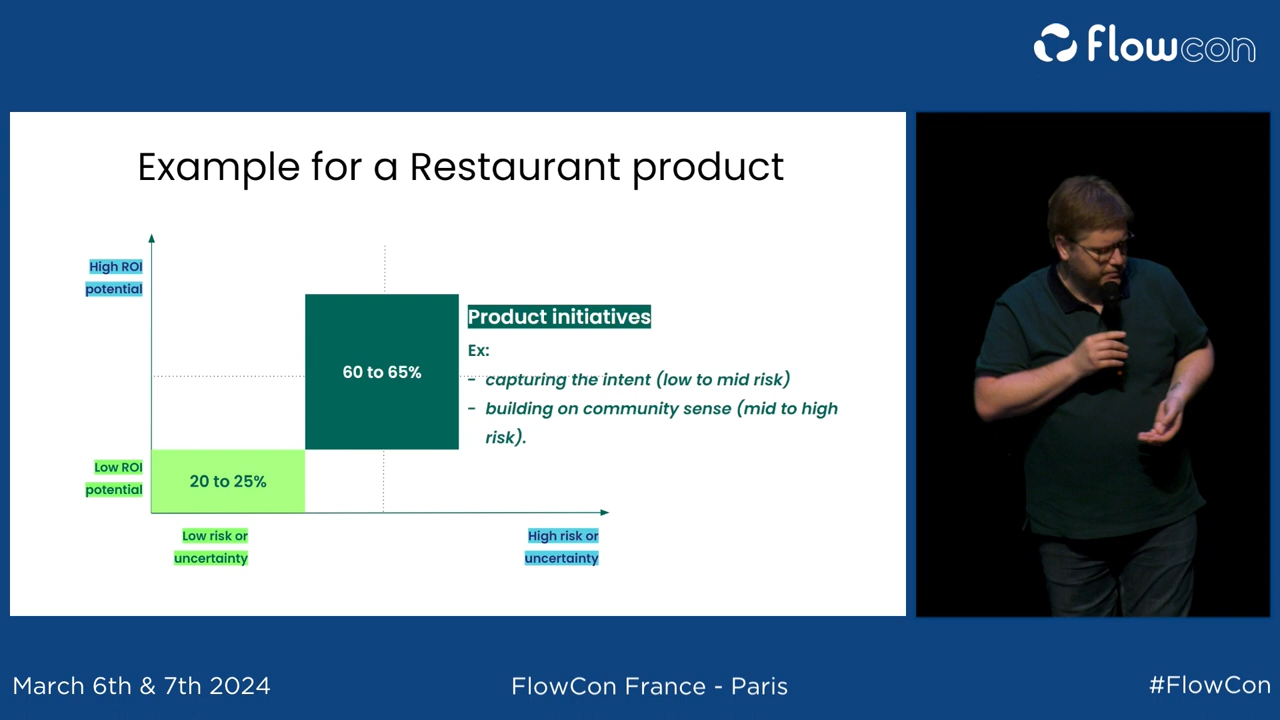 flowcon
Example for a Restaurant product
High ROI
potential
Product initiatives
Ex:
60 to 65%
- capturing the intent (low to mid risk)
- building on community sense (mid to high
risk).
Low ROI
potential
20 to 25%
Low risk or
uncertainty
High risk or
uncertainty
March 6th & 7th 2024
FlowCon France - Paris
#FlowCon